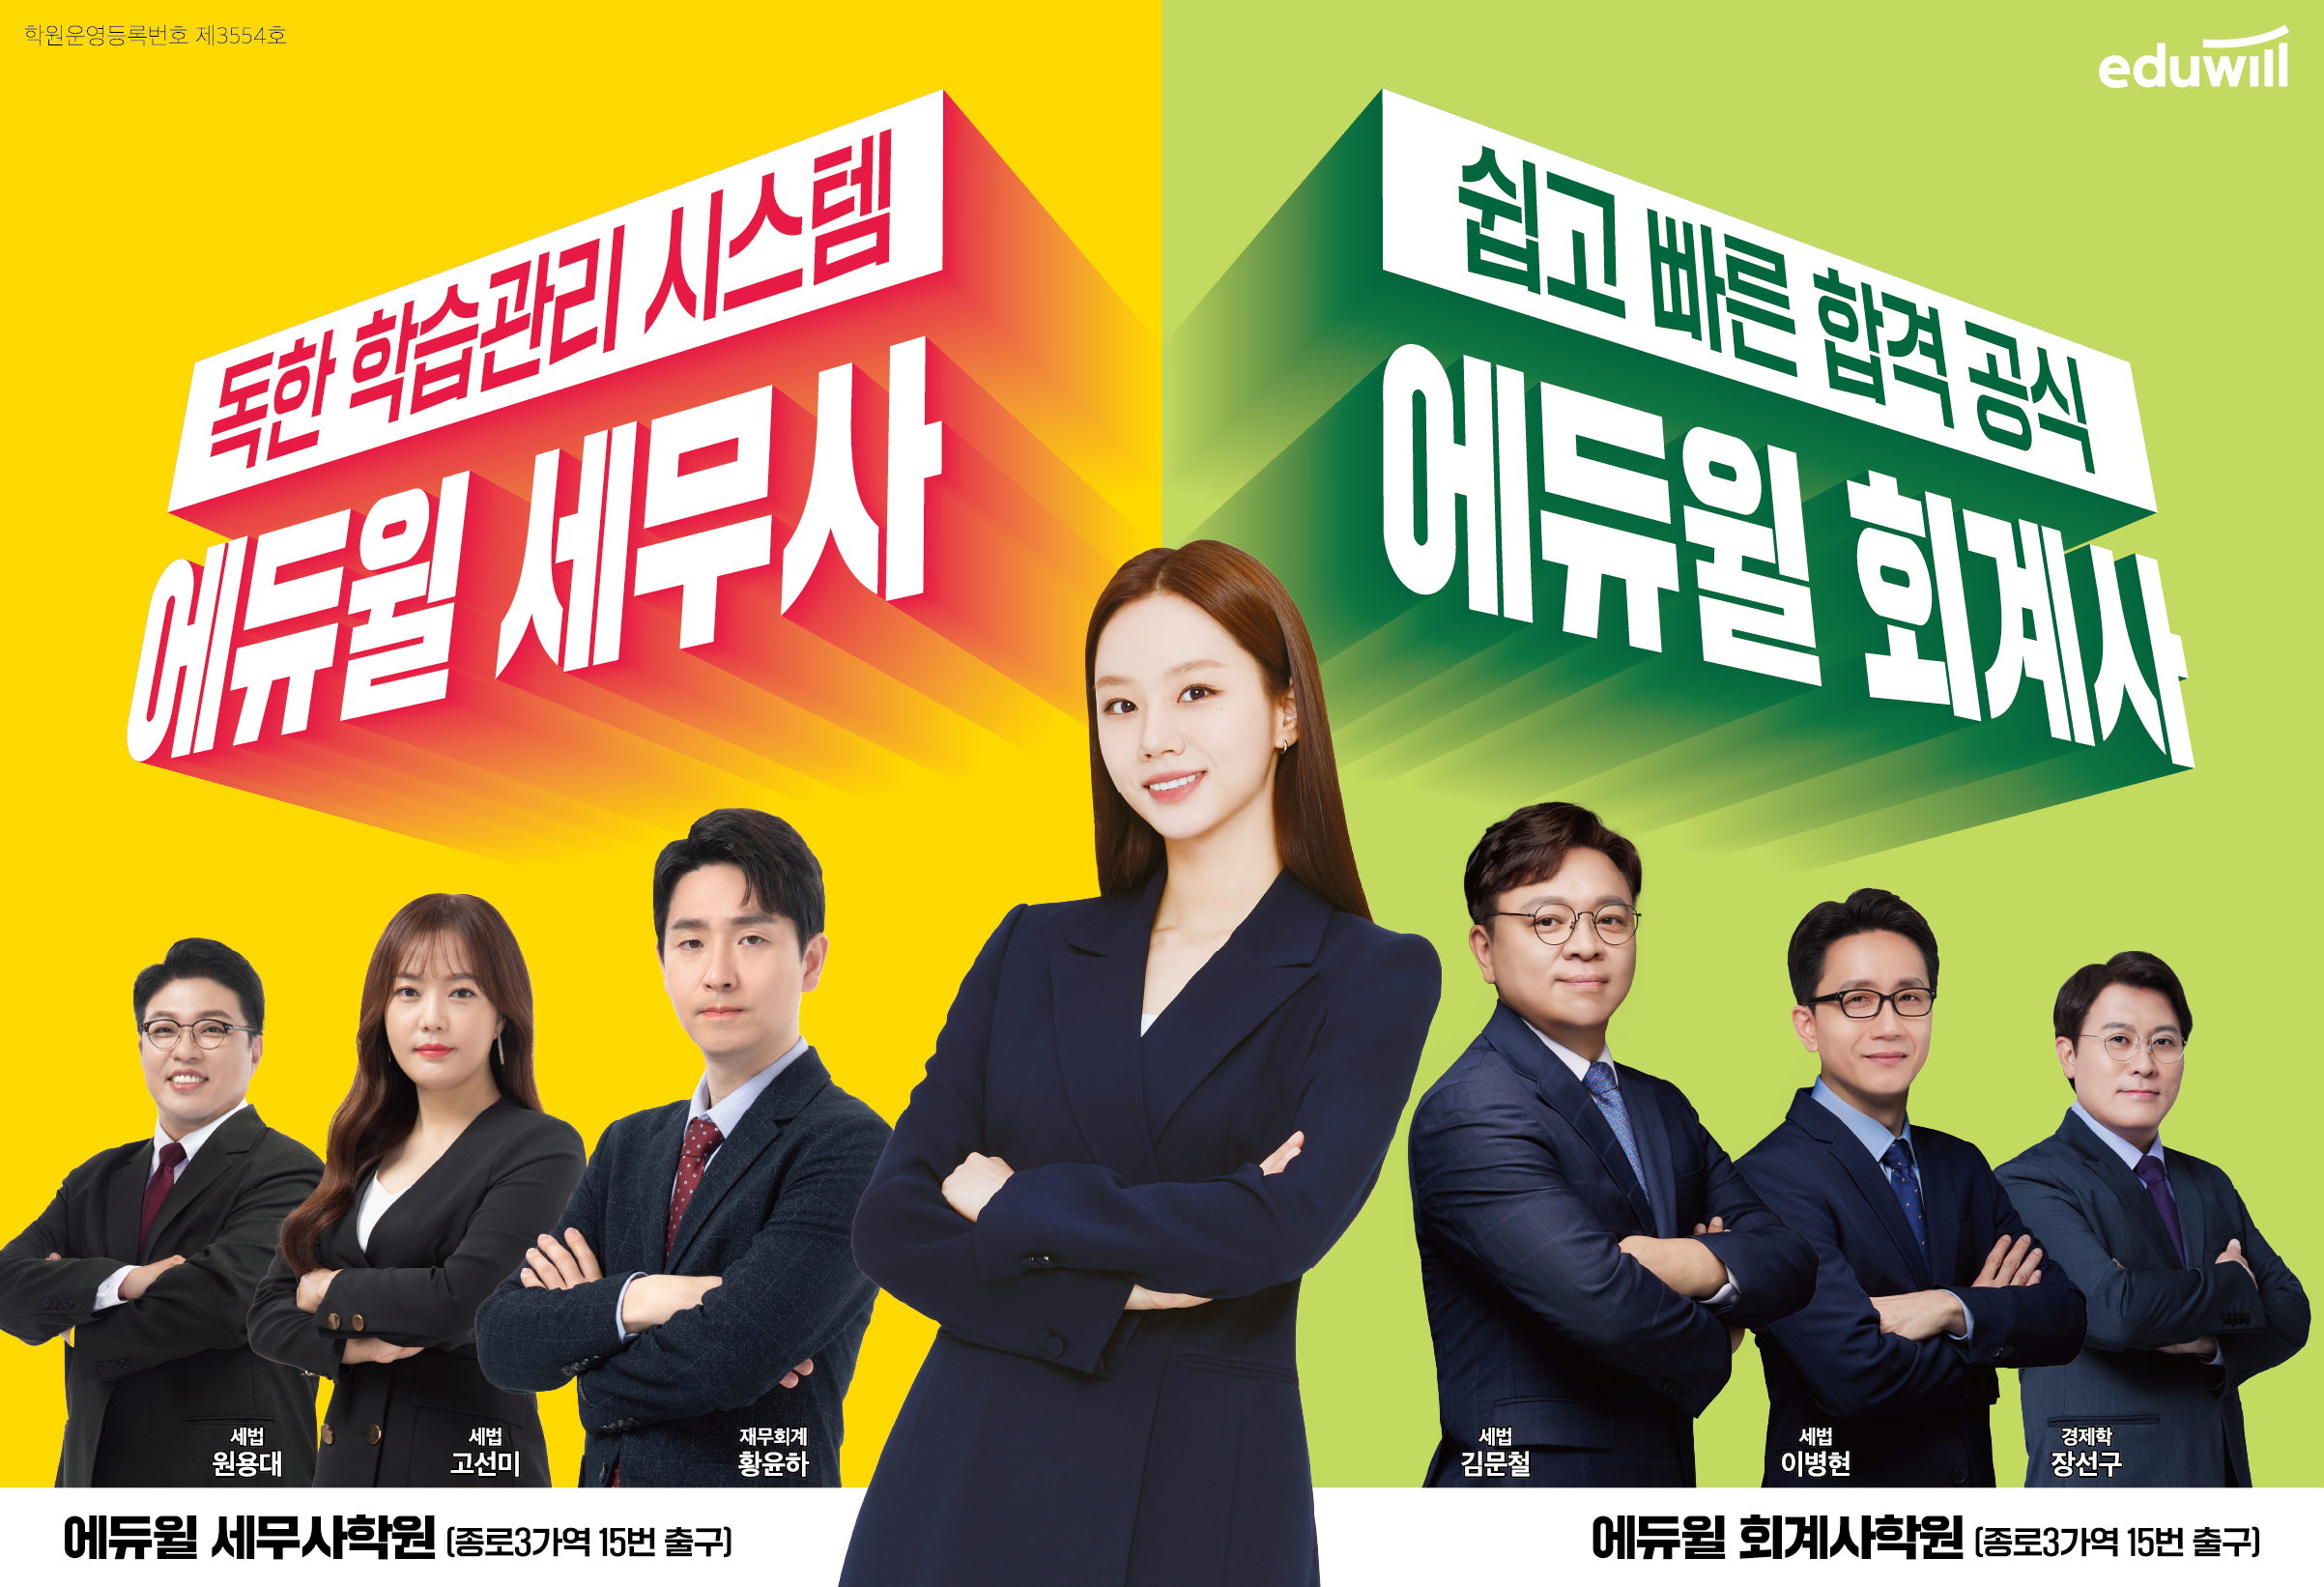 학원운영등록번호 제3554호
eduwill
독한 학습관리 시스템
에듀윌 세무사
쉽고 빠른 합격 공식
에듀윌 회계사
세법
원용대
세법
고선미
재무회계
황윤하
세법
김문철
세법
이병현
경제학
장선구
에듀윌 세무사학원 (종로3가역 15번 출구)
에듀윌 회계사학원 (종로3가역 15번 출구)